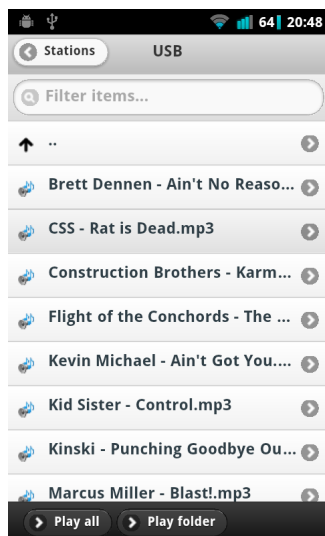 64 20:48
Stations USB
Filter items...
..
Brett Dennen - Ain't No Reaso...
CSS - Rat is Dead.mp3
Construction Brothers - Karm...
Flight of the Conchords - The ...
Kevin Michael - Ain't Got You....
Kid Sister - Control.mp3
Kinski - Punching Goodbye Ou...
Marcus Miller - Blast!.mp3
Play all Play folder